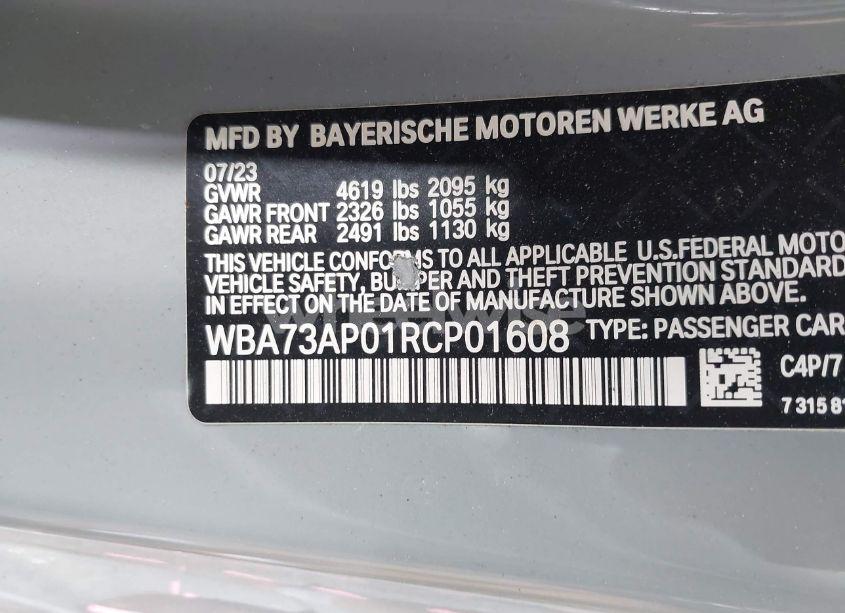 MFD BY BAYERISCHE MOTOREN WERKE AG
07/23
GVWR 4619 lbs 2095 kg
GAWR FRONT 2326 lbs 1055 kg
GAWR REAR 2491 lbs 1130 kg
THIS VEHICLE CONFORMS TO ALL APPLICABLE U.S.FEDERAL MOTO
VEHICLE SAFETY, BUMPER AND THEFT PREVENTION STANDARD
IN EFFECT ON THE DATE OF MANUFACTURE SHOWN ABOVE.
wheelwise
WBA73AP01RCP01608 TYPE: PASSENGER CAR
C4P/7
7 315 81